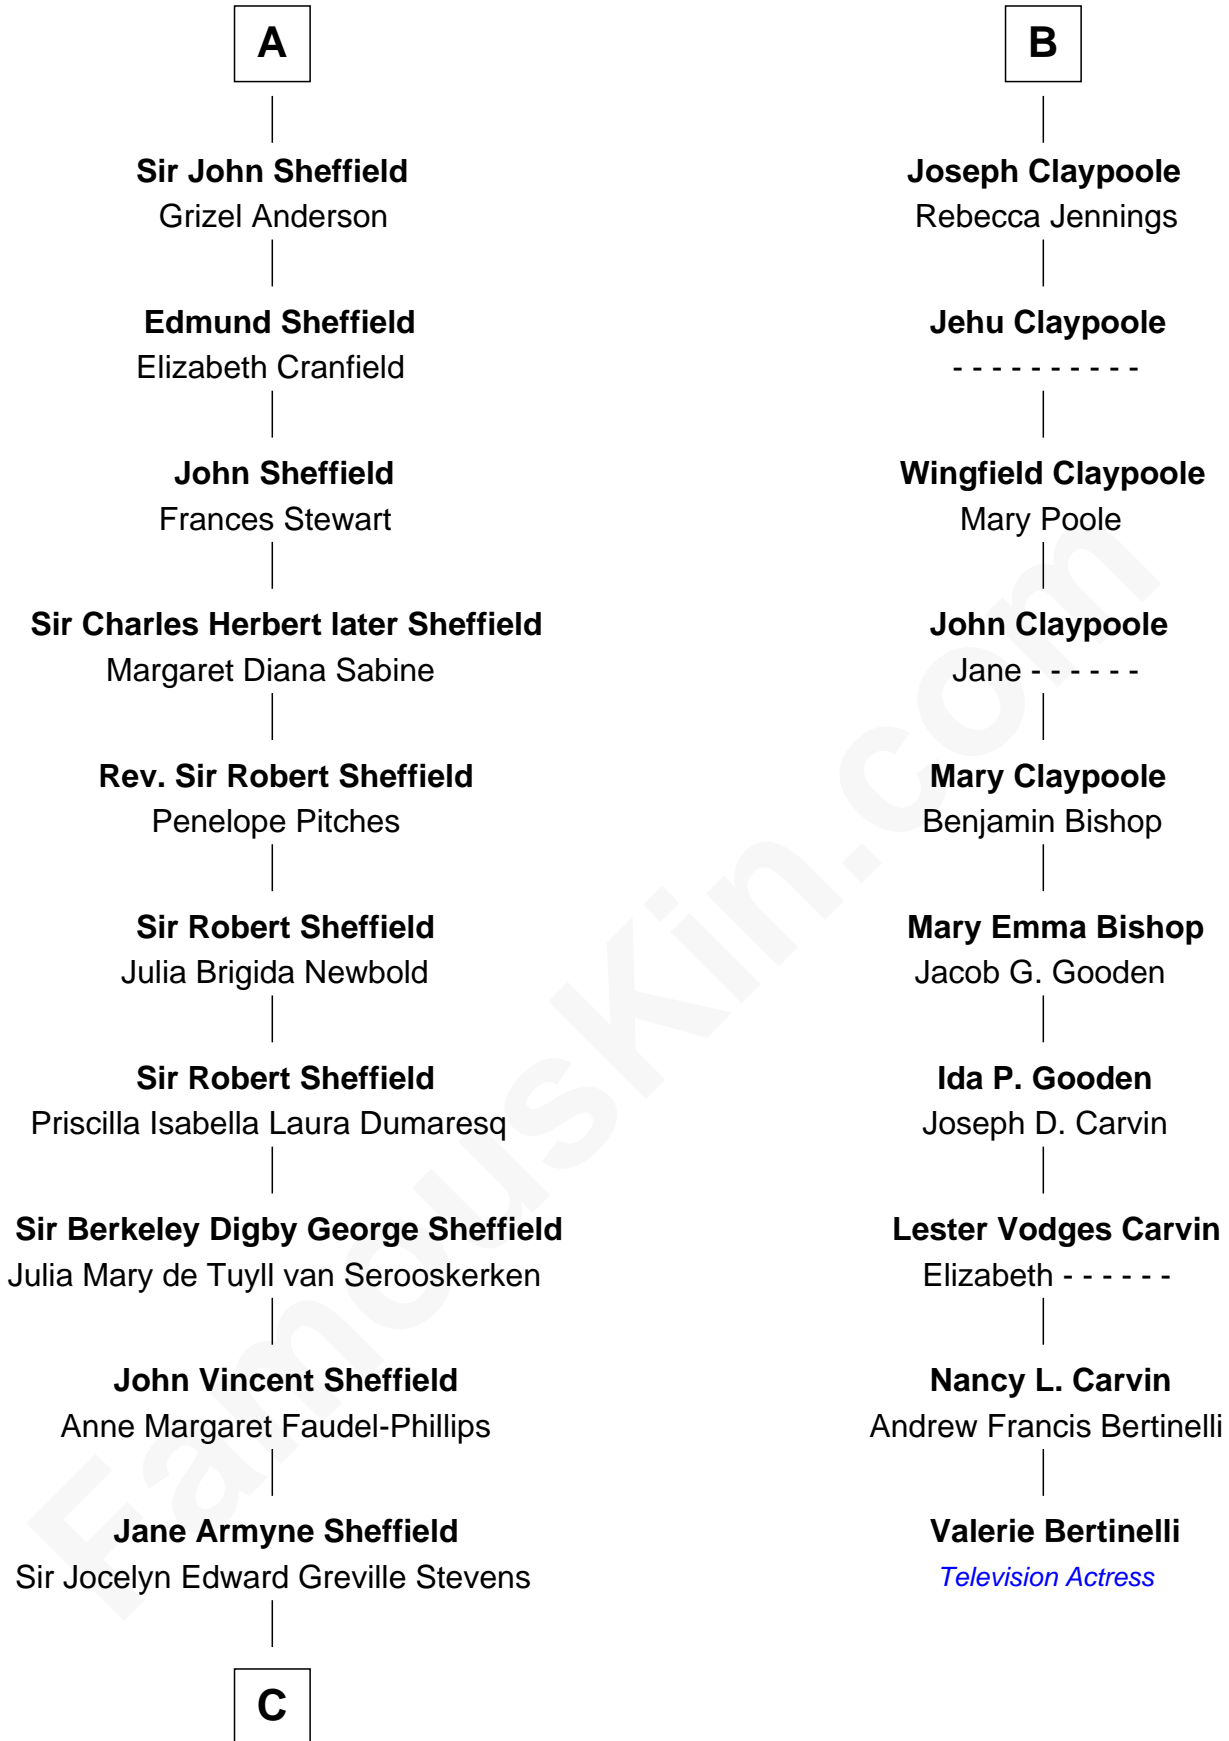 A
Sir John Sheffield
Grizel Anderson
Edmund Sheffield
Elizabeth Cranfield
John Sheffield
Frances Stewart
Sir Charles Herbert later Sheffield
Margaret Diana Sabine
Rev. Sir Robert Sheffield
Penelope Pitches
Sir Robert Sheffield
Julia Brigida Newbold
Sir Robert Sheffield
Priscilla Isabella Laura Dumaresq
Sir Berkeley Digby George Sheffield
Julia Mary de Tuyll van Serooskerken
John Vincent Sheffield
Anne Margaret Faudel-Phillips
Jane Armyne Sheffield
Sir Jocelyn Edward Greville Stevens
C
B
Joseph Claypoole
Rebecca Jennings
Jehu Claypoole
- - - - - - - - - -
Wingfield Claypoole
Mary Poole
John Claypoole
Jane - - - - - -
Mary Claypoole
Benjamin Bishop
Mary Emma Bishop
Jacob G. Gooden
Ida P. Gooden
Joseph D. Carvin
Lester Vodges Carvin
Elizabeth - - - - - -
Nancy L. Carvin
Andrew Francis Bertinelli
Valerie Bertinelli
Television Actress
FamousKin.com